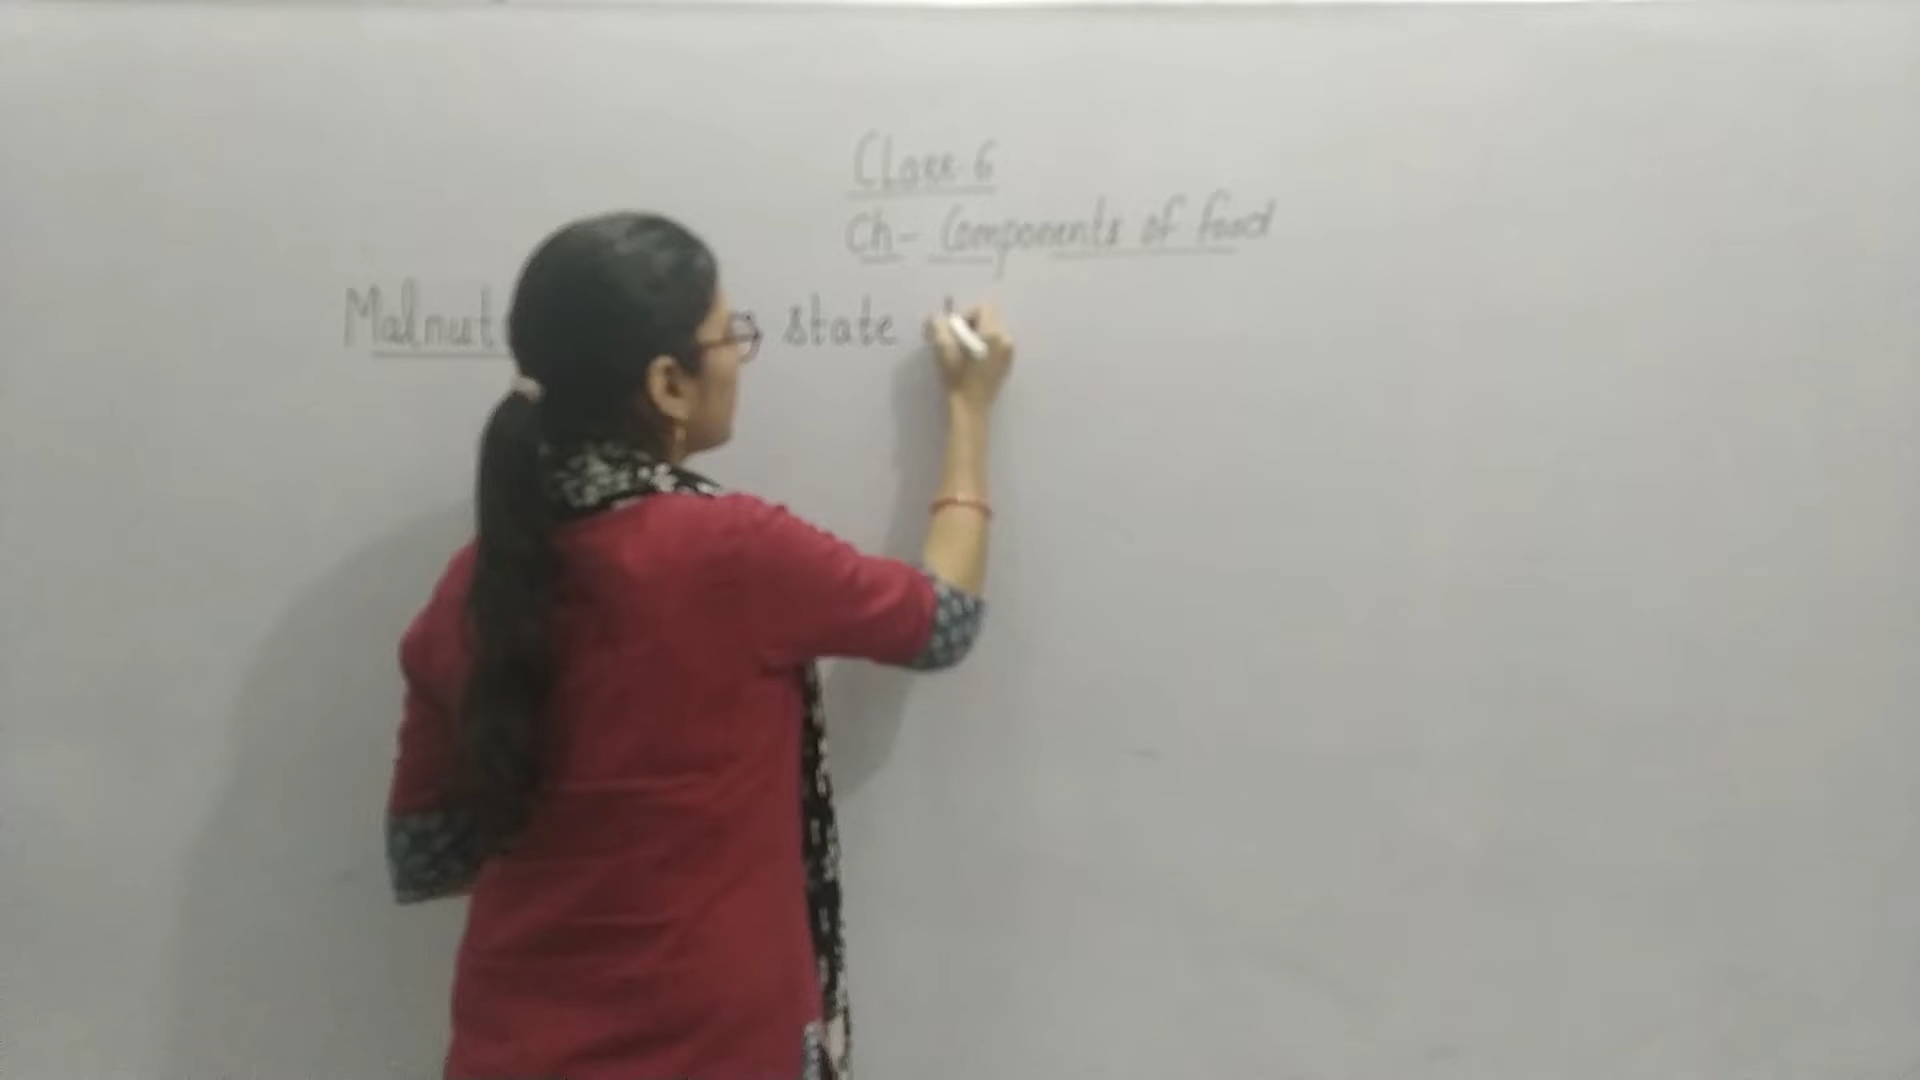 Class-6
Ch- Components of food
Malnut state